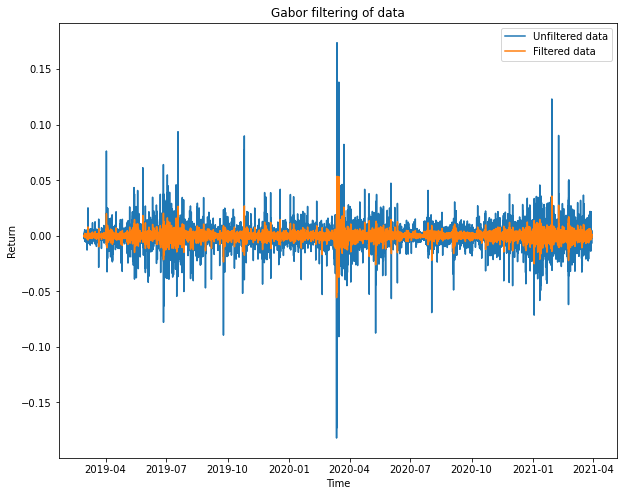 Gabor filtering of data
Unfiltered data
Filtered data
0.15
0.10
0.05
0.00
−0.05
−0.10
−0.15
Return
2019-04 2019-07 2019-10 2020-01 2020-04 2020-07 2020-10 2021-01 2021-04
Time